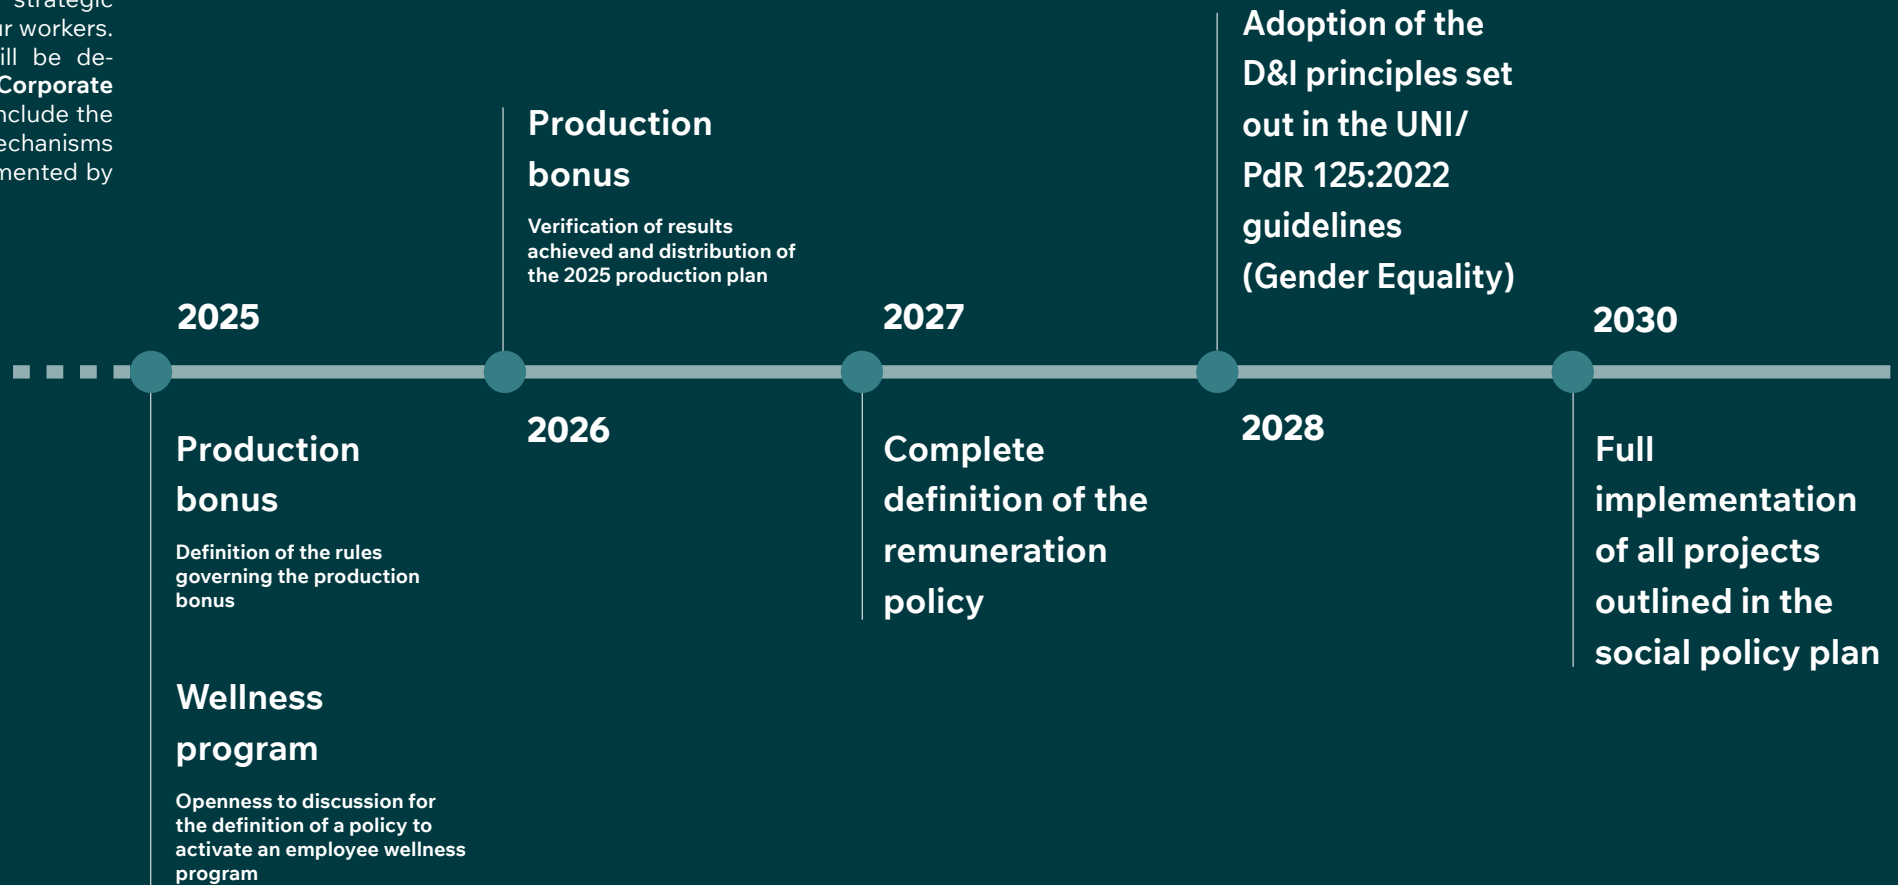 strategic
workers.
will be de-
Corporate
include the
mechanisms
by
2025
Production
bonus
Definition of the rules
governing the production
bonus
Wellness
program
Openness to discussion for
the definition of a policy to
activate an employee wellness
program
Production
bonus
Verification of results
achieved and distribution of
the 2025 production plan
2026
2027
Complete
definition of the
remuneration
policy
Adoption of the
D&I principles set
out in the UNI/
PdR 125:2022
guidelines
(Gender Equality)
2028
2030
Full
implementation
of all projects
outlined in the
social policy plan